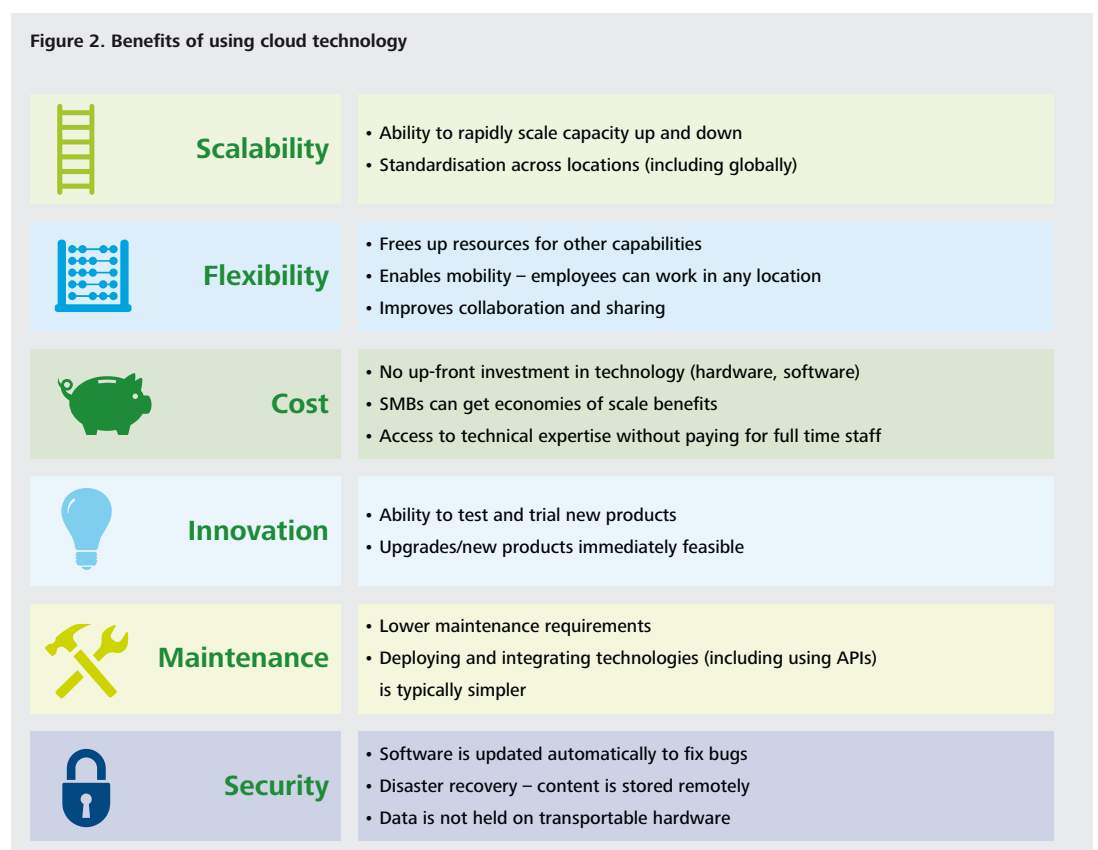 Figure 2. Benefits of using cloud technology
Scalability
• Ability to rapidly scale capacity up and down
• Standardisation across locations (including globally)
Flexibility
• Frees up resources for other capabilities
• Enables mobility – employees can work in any location
• Improves collaboration and sharing
Cost
• No up-front investment in technology (hardware, software)
• SMBs can get economies of scale benefits
• Access to technical expertise without paying for full time staff
Innovation
• Ability to test and trial new products
• Upgrades/new products immediately feasible
Maintenance
• Lower maintenance requirements
• Deploying and integrating technologies (including using APIs)
is typically simpler
Security
• Software is updated automatically to fix bugs
• Disaster recovery – content is stored remotely
• Data is not held on transportable hardware